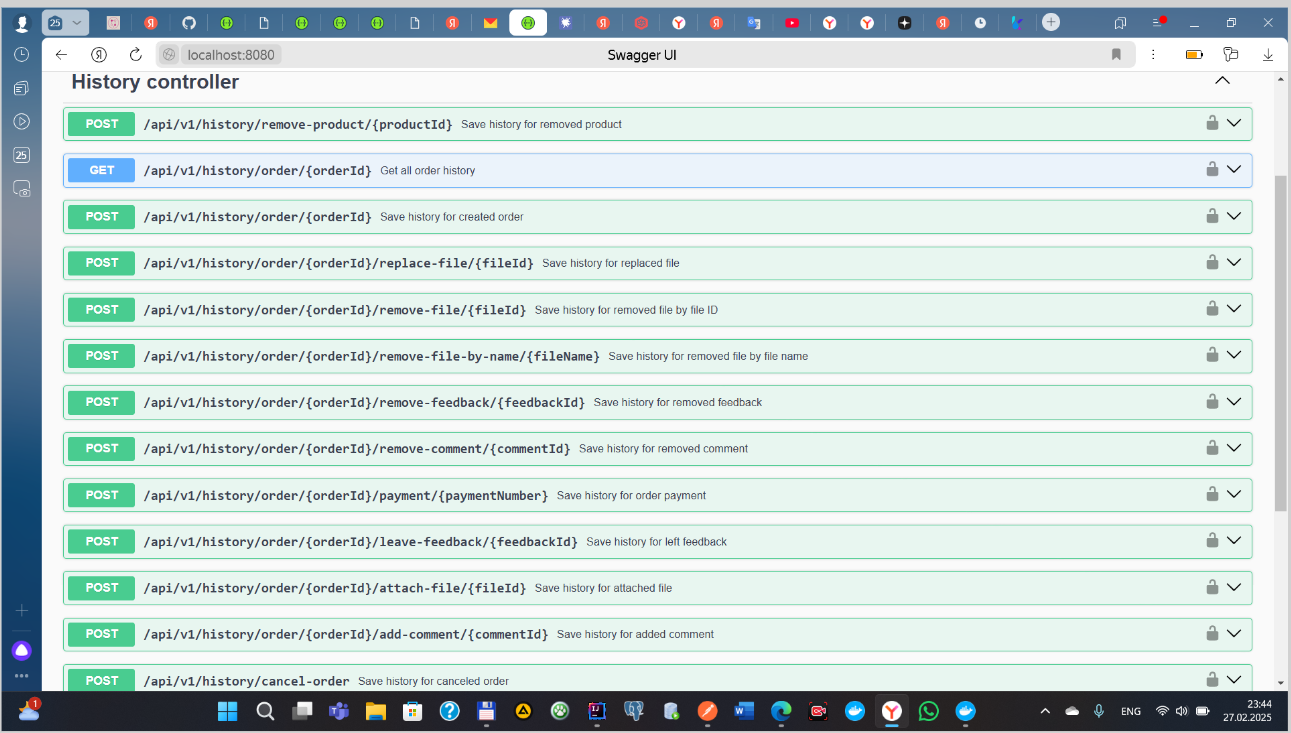 25
localhost:8080
Swagger UI
25
History controller
POST /api/v1/history/remove-product/{productId} Save history for removed product
GET /api/v1/history/order/{orderId} Get all order history
POST /api/v1/history/order/{orderId} Save history for created order
POST /api/v1/history/order/{orderId}/replace-file/{fileId} Save history for replaced file
POST /api/v1/history/order/{orderId}/remove-file/{fileId} Save history for removed file by file ID
POST /api/v1/history/order/{orderId}/remove-file-by-name/{fileName} Save history for removed file by file name
POST /api/v1/history/order/{orderId}/remove-feedback/{feedbackId} Save history for removed feedback
POST /api/v1/history/order/{orderId}/remove-comment/{commentId} Save history for removed comment
POST /api/v1/history/order/{orderId}/payment/{paymentNumber} Save history for order payment
POST /api/v1/history/order/{orderId}/leave-feedback/{feedbackId} Save history for left feedback
POST /api/v1/history/order/{orderId}/attach-file/{fileId} Save history for attached file
POST /api/v1/history/order/{orderId}/add-comment/{commentId} Save history for added comment
POST /api/v1/history/cancel-order Save history for canceled order
1
ENG
23:44
27.02.2025